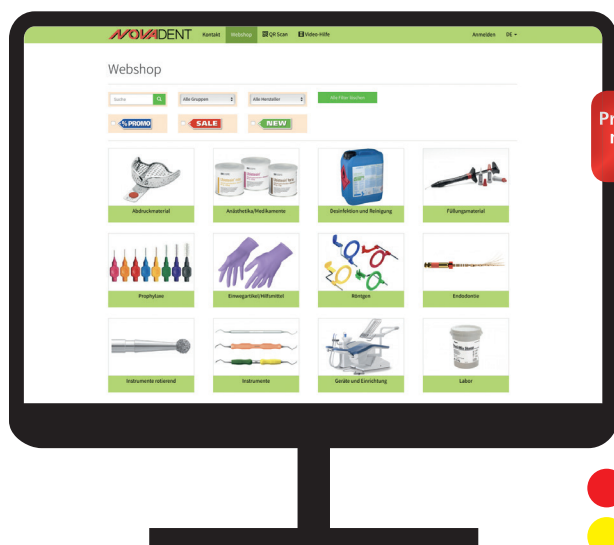 NOVADENT Kontakt Webshop QR Scan Video-Hilfe Anmelden DE
Webshop
Suche Alle Gruppen Alle Hersteller
% PROMO SALE NEW
Abdruckmaterial Anästhetika/Medikamente Desinfektion und Reinigung Füllungsmaterial
Prophylaxe Einwegartikel/Hilfsmittel Röntgen Endodontie
Instrumente rotierend Instrumente Geräte und Einrichtung Labor